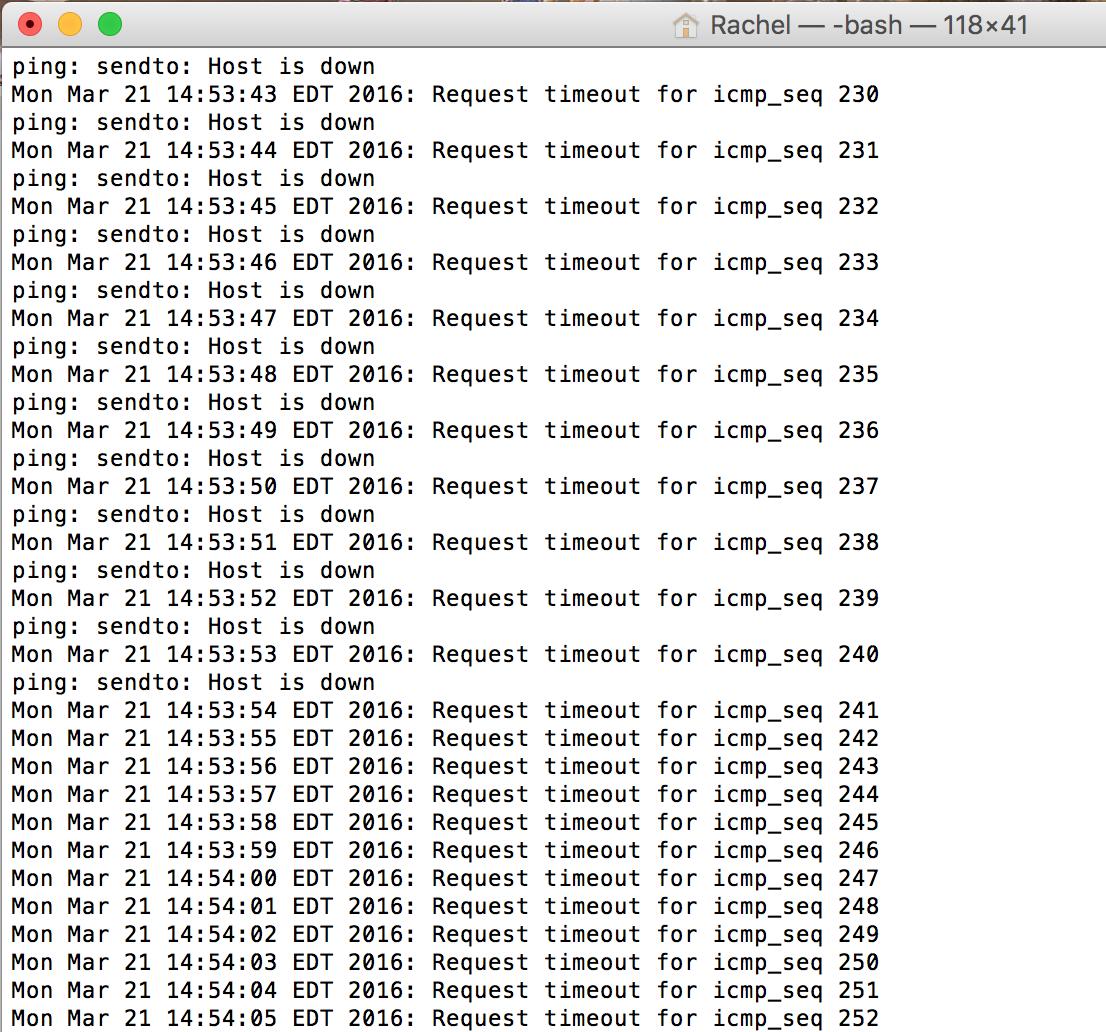 Rachel — -bash — 118×41
ping: sendto: Host is down
Mon Mar 21 14:53:43 EDT 2016: Request timeout for icmp_seq 230
ping: sendto: Host is down
Mon Mar 21 14:53:44 EDT 2016: Request timeout for icmp_seq 231
ping: sendto: Host is down
Mon Mar 21 14:53:45 EDT 2016: Request timeout for icmp_seq 232
ping: sendto: Host is down
Mon Mar 21 14:53:46 EDT 2016: Request timeout for icmp_seq 233
ping: sendto: Host is down
Mon Mar 21 14:53:47 EDT 2016: Request timeout for icmp_seq 234
ping: sendto: Host is down
Mon Mar 21 14:53:48 EDT 2016: Request timeout for icmp_seq 235
ping: sendto: Host is down
Mon Mar 21 14:53:49 EDT 2016: Request timeout for icmp_seq 236
ping: sendto: Host is down
Mon Mar 21 14:53:50 EDT 2016: Request timeout for icmp_seq 237
ping: sendto: Host is down
Mon Mar 21 14:53:51 EDT 2016: Request timeout for icmp_seq 238
ping: sendto: Host is down
Mon Mar 21 14:53:52 EDT 2016: Request timeout for icmp_seq 239
ping: sendto: Host is down
Mon Mar 21 14:53:53 EDT 2016: Request timeout for icmp_seq 240
ping: sendto: Host is down
Mon Mar 21 14:53:54 EDT 2016: Request timeout for icmp_seq 241
Mon Mar 21 14:53:55 EDT 2016: Request timeout for icmp_seq 242
Mon Mar 21 14:53:56 EDT 2016: Request timeout for icmp_seq 243
Mon Mar 21 14:53:57 EDT 2016: Request timeout for icmp_seq 244
Mon Mar 21 14:53:58 EDT 2016: Request timeout for icmp_seq 245
Mon Mar 21 14:53:59 EDT 2016: Request timeout for icmp_seq 246
Mon Mar 21 14:54:00 EDT 2016: Request timeout for icmp_seq 247
Mon Mar 21 14:54:01 EDT 2016: Request timeout for icmp_seq 248
Mon Mar 21 14:54:02 EDT 2016: Request timeout for icmp_seq 249
Mon Mar 21 14:54:03 EDT 2016: Request timeout for icmp_seq 250
Mon Mar 21 14:54:04 EDT 2016: Request timeout for icmp_seq 251
Mon Mar 21 14:54:05 EDT 2016: Request timeout for icmp_seq 252